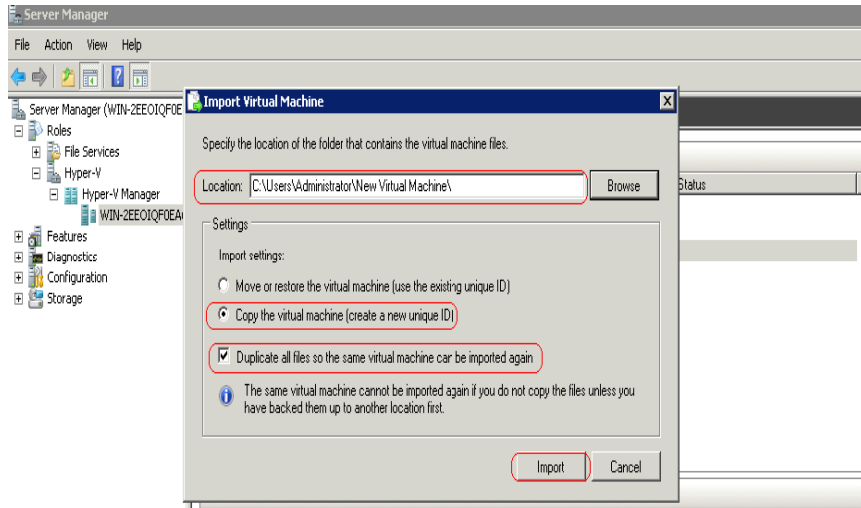 Server Manager
File Action View Help
Server Manager (WIN-2EEOIQF0E
Roles
File Services
Hyper-V
Hyper-V Manager
WIN-2EEOIQF0EA
Features
Diagnostics
Configuration
Storage
Import Virtual Machine
Specify the location of the folder that contains the virtual machine files.
Location: C:\Users\Administrator\New Virtual Machine\ Browse
Settings
Import settings:
Move or restore the virtual machine (use the existing unique ID)
Copy the virtual machine (create a new unique ID)
Duplicate all files so the same virtual machine can be imported again
The same virtual machine cannot be imported again if you do not copy the files unless you
have backed them up to another location first.
Import Cancel
Status